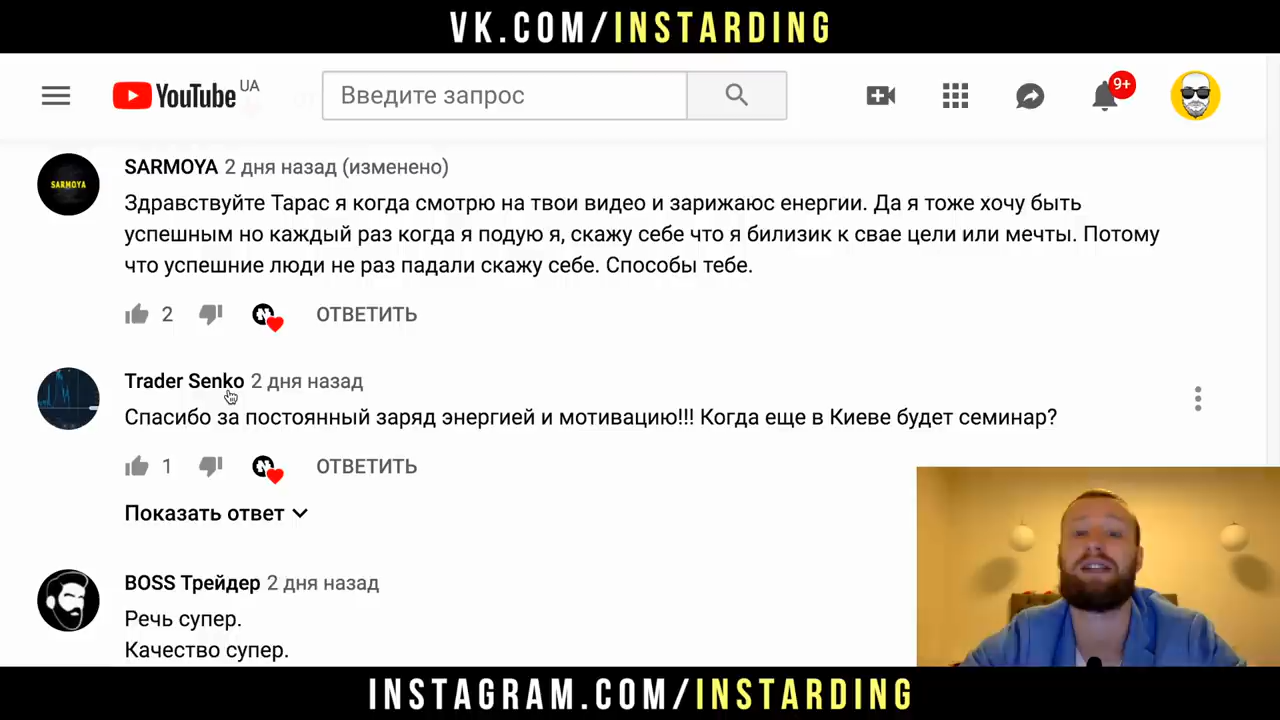 VK.COM/INSTARDING
YouTube UA
Введите запрос
9+
SARMOYA 2 дня назад (изменено)
SARMOYA
Здравствуйте Тарас я когда смотрю на твои видео и зарижаюс енергии. Да я тоже хочу быть
успешным но каждый раз когда я подую я, скажу себе что я билизик к свае цели или мечты. Потому
что успешние люди не раз падали скажу себе. Способы тебе.
2 ОТВЕТИТЬ
Trader Senko 2 дня назад
Спасибо за постоянный заряд энергией и мотивацию!!! Когда еще в Киеве будет семинар?
1 ОТВЕТИТЬ
Показать ответ
BOSS Трейдер 2 дня назад
Речь супер.
Качество супер.
INSTAGRAM.COM/INSTARDING